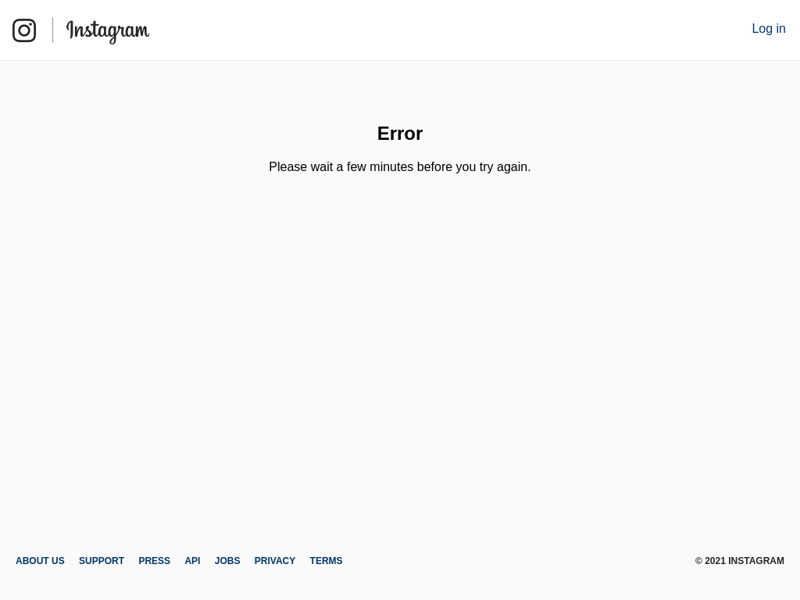 Instagram
Log in
Error
Please wait a few minutes before you try again.
ABOUT US SUPPORT PRESS API JOBS PRIVACY TERMS
© 2021 INSTAGRAM